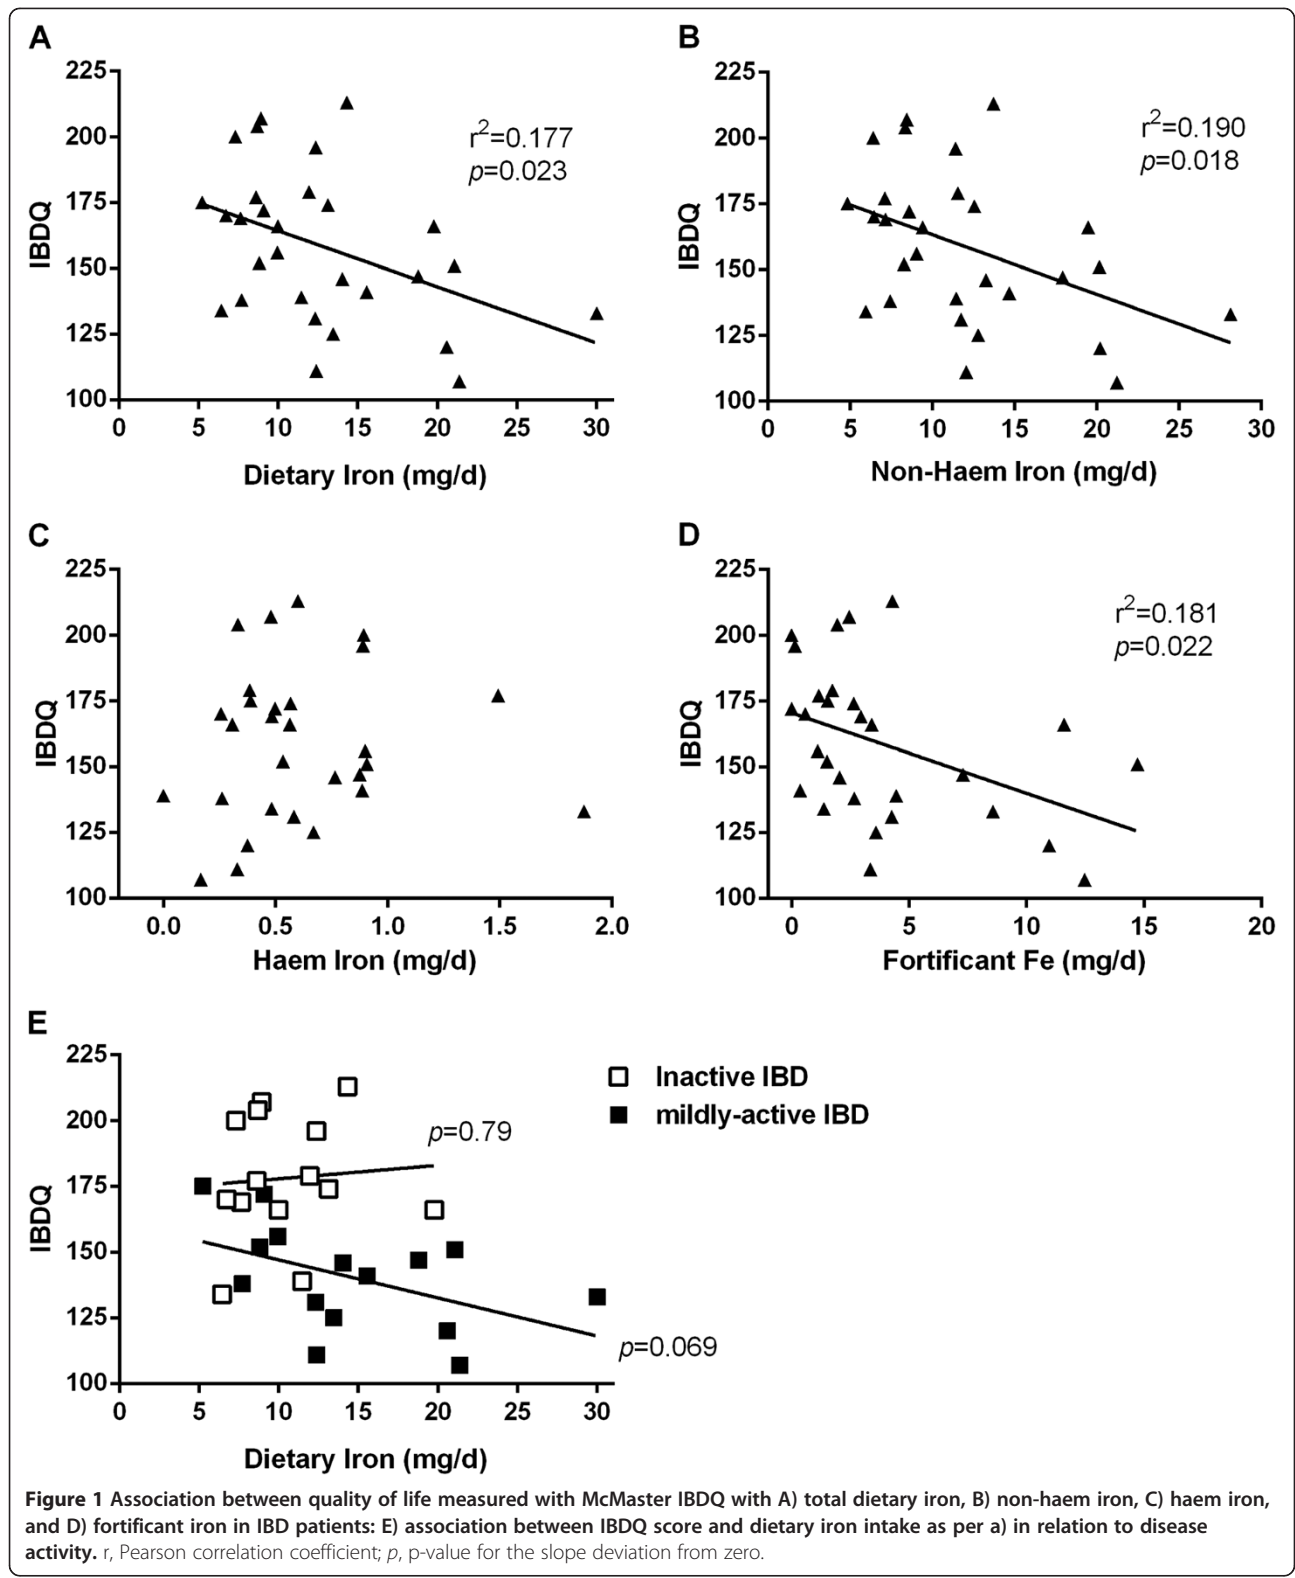 A
225
200
175
150
125
100
IBDQ
r2=0.177
p=0.023
0 5 10 15 20 25 30
Dietary Iron (mg/d)
B
225
200
175
150
125
100
IBDQ
r2=0.190
p=0.018
0 5 10 15 20 25 30
Non-Haem Iron (mg/d)
C
225
200
175
150
125
100
IBDQ
0.0 0.5 1.0 1.5 2.0
Haem Iron (mg/d)
D
225
200
175
150
125
100
IBDQ
r2=0.181
p=0.022
0 5 10 15 20
Fortificant Fe (mg/d)
E
225
200
175
150
125
100
IBDQ
Inactive IBD
mildly-active IBD
p=0.79
p=0.069
0 5 10 15 20 25 30
Dietary Iron (mg/d)
Figure 1 Association between quality of life measured with McMaster IBDQ with A) total dietary iron, B) non-haem iron, C) haem iron,
and D) fortificant iron in IBD patients: E) association between IBDQ score and dietary iron intake as per a) in relation to disease
activity. r, Pearson correlation coefficient; p, p-value for the slope deviation from zero.